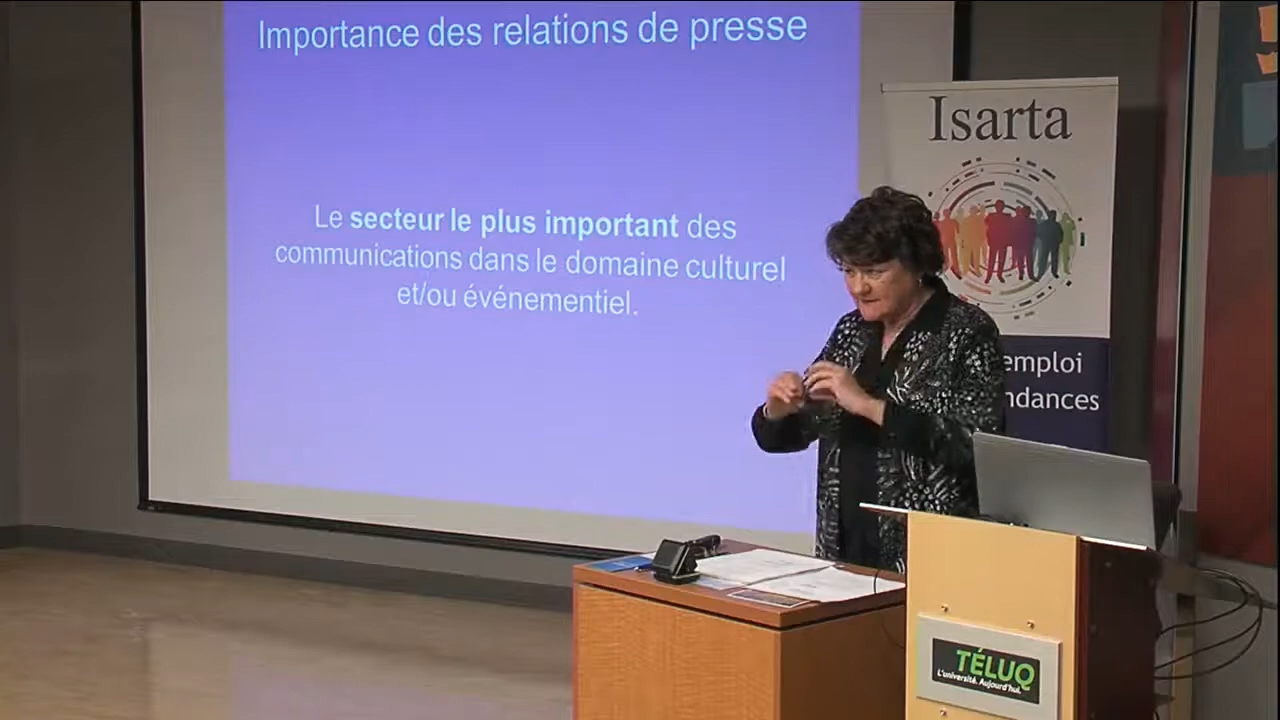 Importance des relations de presse
Le secteur le plus important des
communications dans le domaine culturel
et/ou événementiel.
Isarta
emploi
ndances
TÉLUQ
L'université. Aujourd'hui.